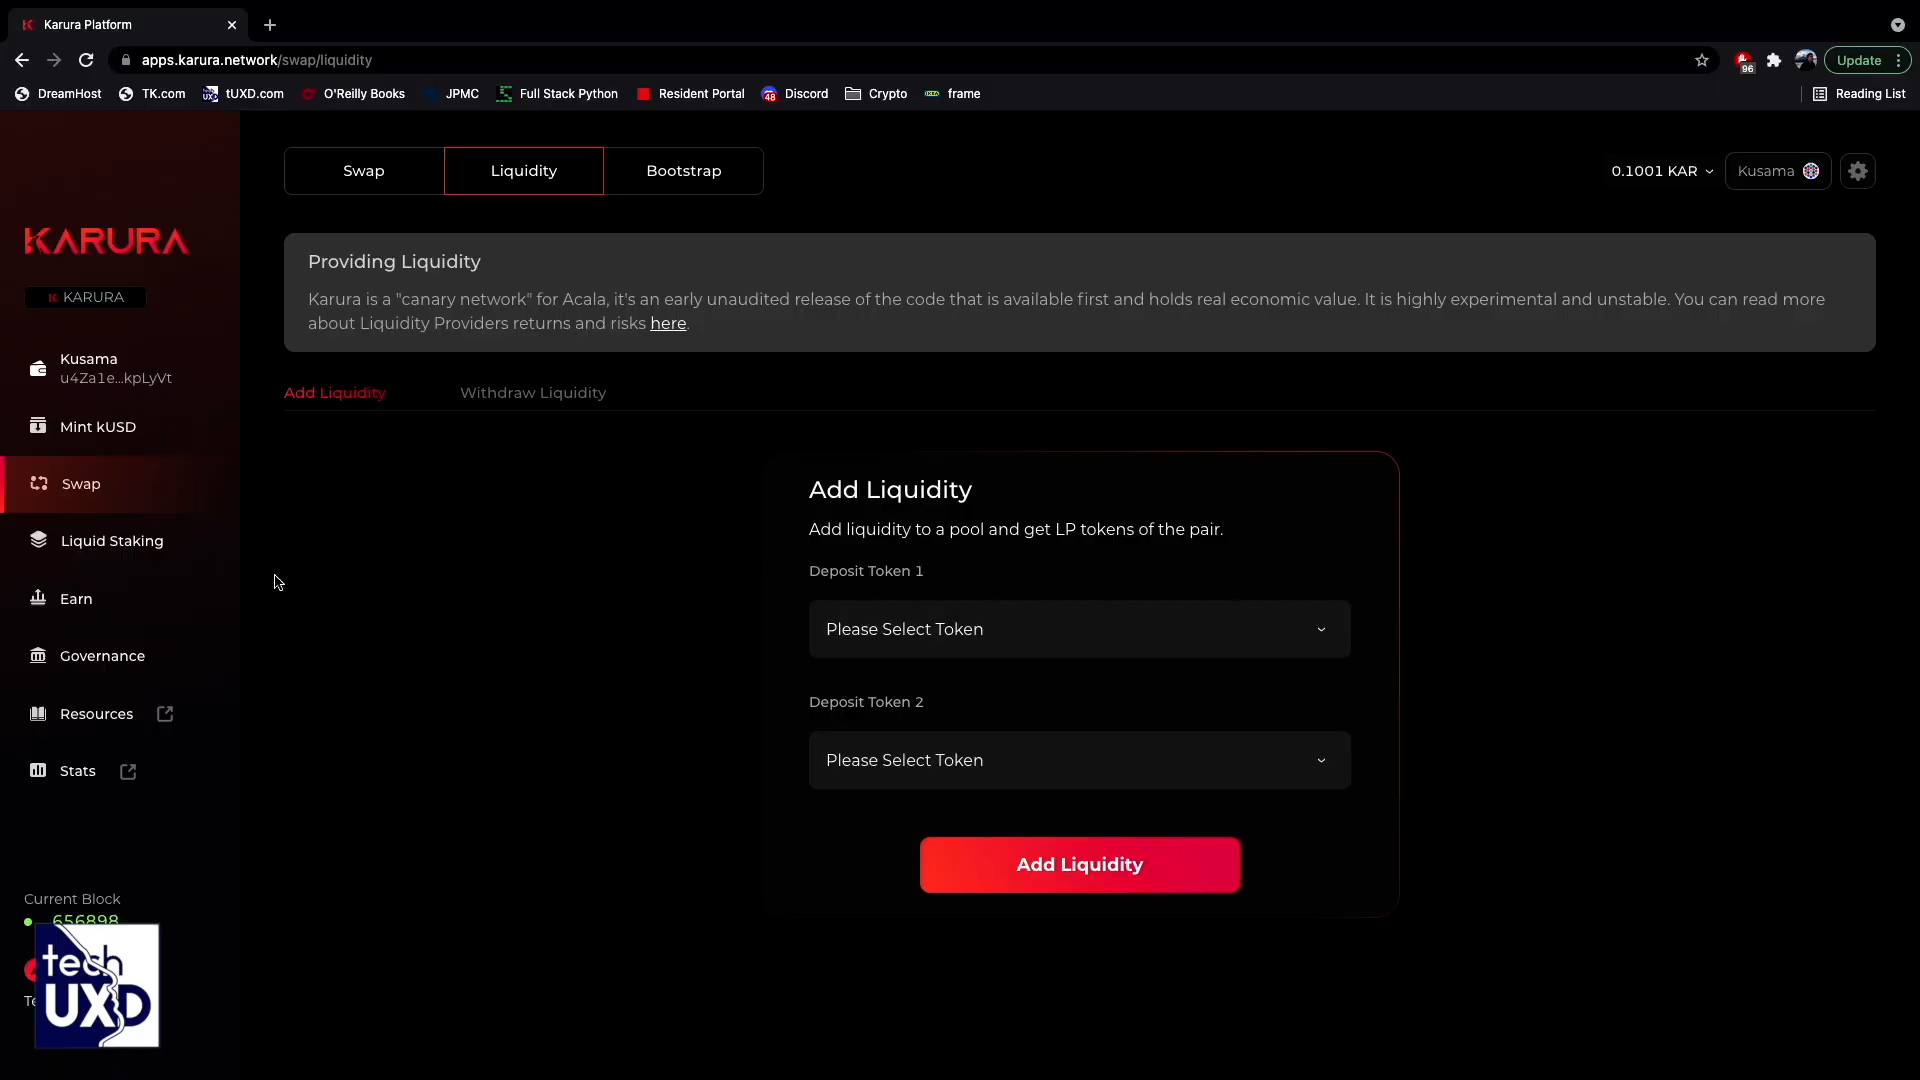 Karura Platform
apps.karura.network/swap/liquidity
96
Update
DreamHost
TK.com
tUXD.com
O'Reilly Books
JPMC
Full Stack Python
Resident Portal
48
Discord
Crypto
frame
Reading List
Swap
Liquidity
Bootstrap
0.1001 KAR
Kusama
KARURA
KARURA
Kusama
u4Za1e...kpLyVt
Mint kUSD
Swap
Liquid Staking
Earn
Governance
Resources
Stats
Current Block
656898
tech
UXD
Providing Liquidity
Karura is a "canary network" for Acala, it's an early unaudited release of the code that is available first and holds real economic value. It is highly experimental and unstable. You can read more
about Liquidity Providers returns and risks here.
Add Liquidity
Withdraw Liquidity
Add Liquidity
Add liquidity to a pool and get LP tokens of the pair.
Deposit Token 1
Please Select Token
Deposit Token 2
Please Select Token
Add Liquidity